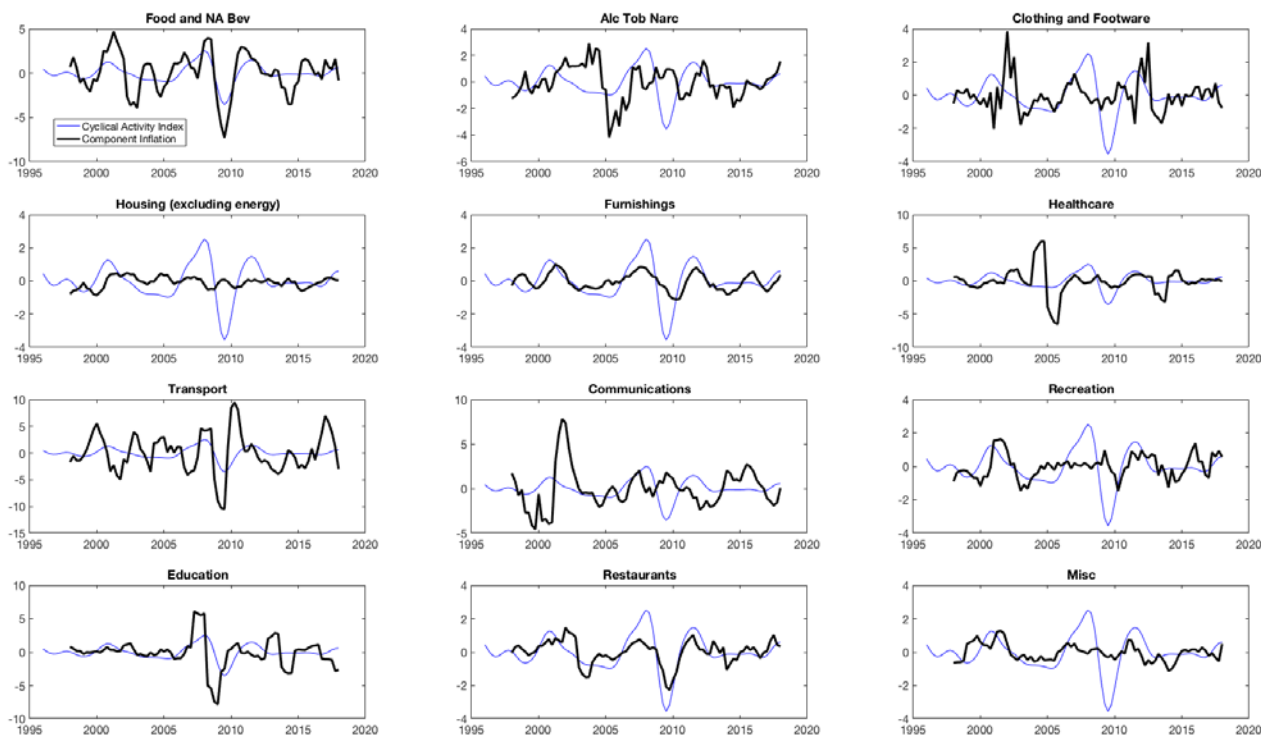 Food and NA Bev
5
0
-5
-10
1995 2000 2005 2010 2015 2020
Cyclical Activity Index
Component Inflation
Alc Tob Narc
4
2
0
-2
-4
-6
1995 2000 2005 2010 2015 2020
Clothing and Footware
4
2
0
-2
-4
1995 2000 2005 2010 2015 2020
Housing (excluding energy)
4
2
0
-2
-4
1995 2000 2005 2010 2015 2020
Furnishings
4
2
0
-2
-4
1995 2000 2005 2010 2015 2020
Healthcare
10
5
0
-5
-10
1995 2000 2005 2010 2015 2020
Transport
10
5
0
-5
-10
-15
1995 2000 2005 2010 2015 2020
Communications
10
5
0
-5
1995 2000 2005 2010 2015 2020
Recreation
4
2
0
-2
-4
1995 2000 2005 2010 2015 2020
Education
10
5
0
-5
-10
1995 2000 2005 2010 2015 2020
Restaurants
4
2
0
-2
-4
1995 2000 2005 2010 2015 2020
Misc
4
2
0
-2
-4
1995 2000 2005 2010 2015 2020